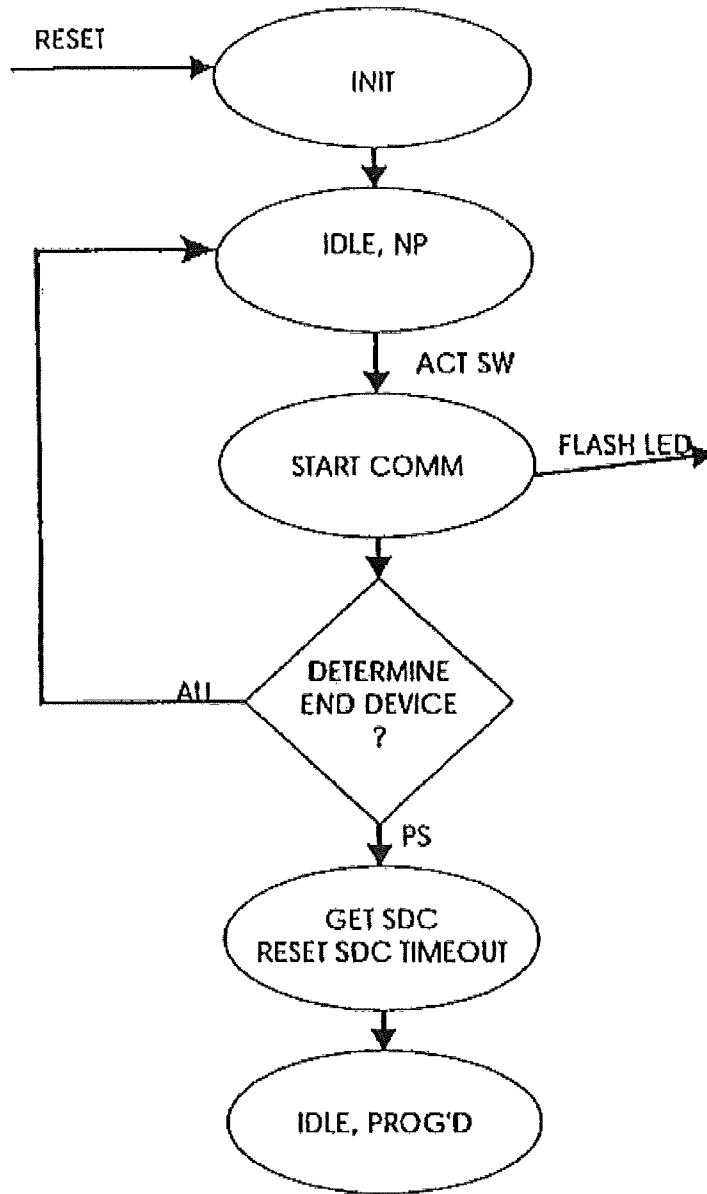 RESET
INIT
IDLE, NP
ACT SW
START COMM
FLASH LED
DETERMINE
END DEVICE
?
AU
PS
GET SDC
RESET SDC TIMEOUT
IDLE, PROG'D